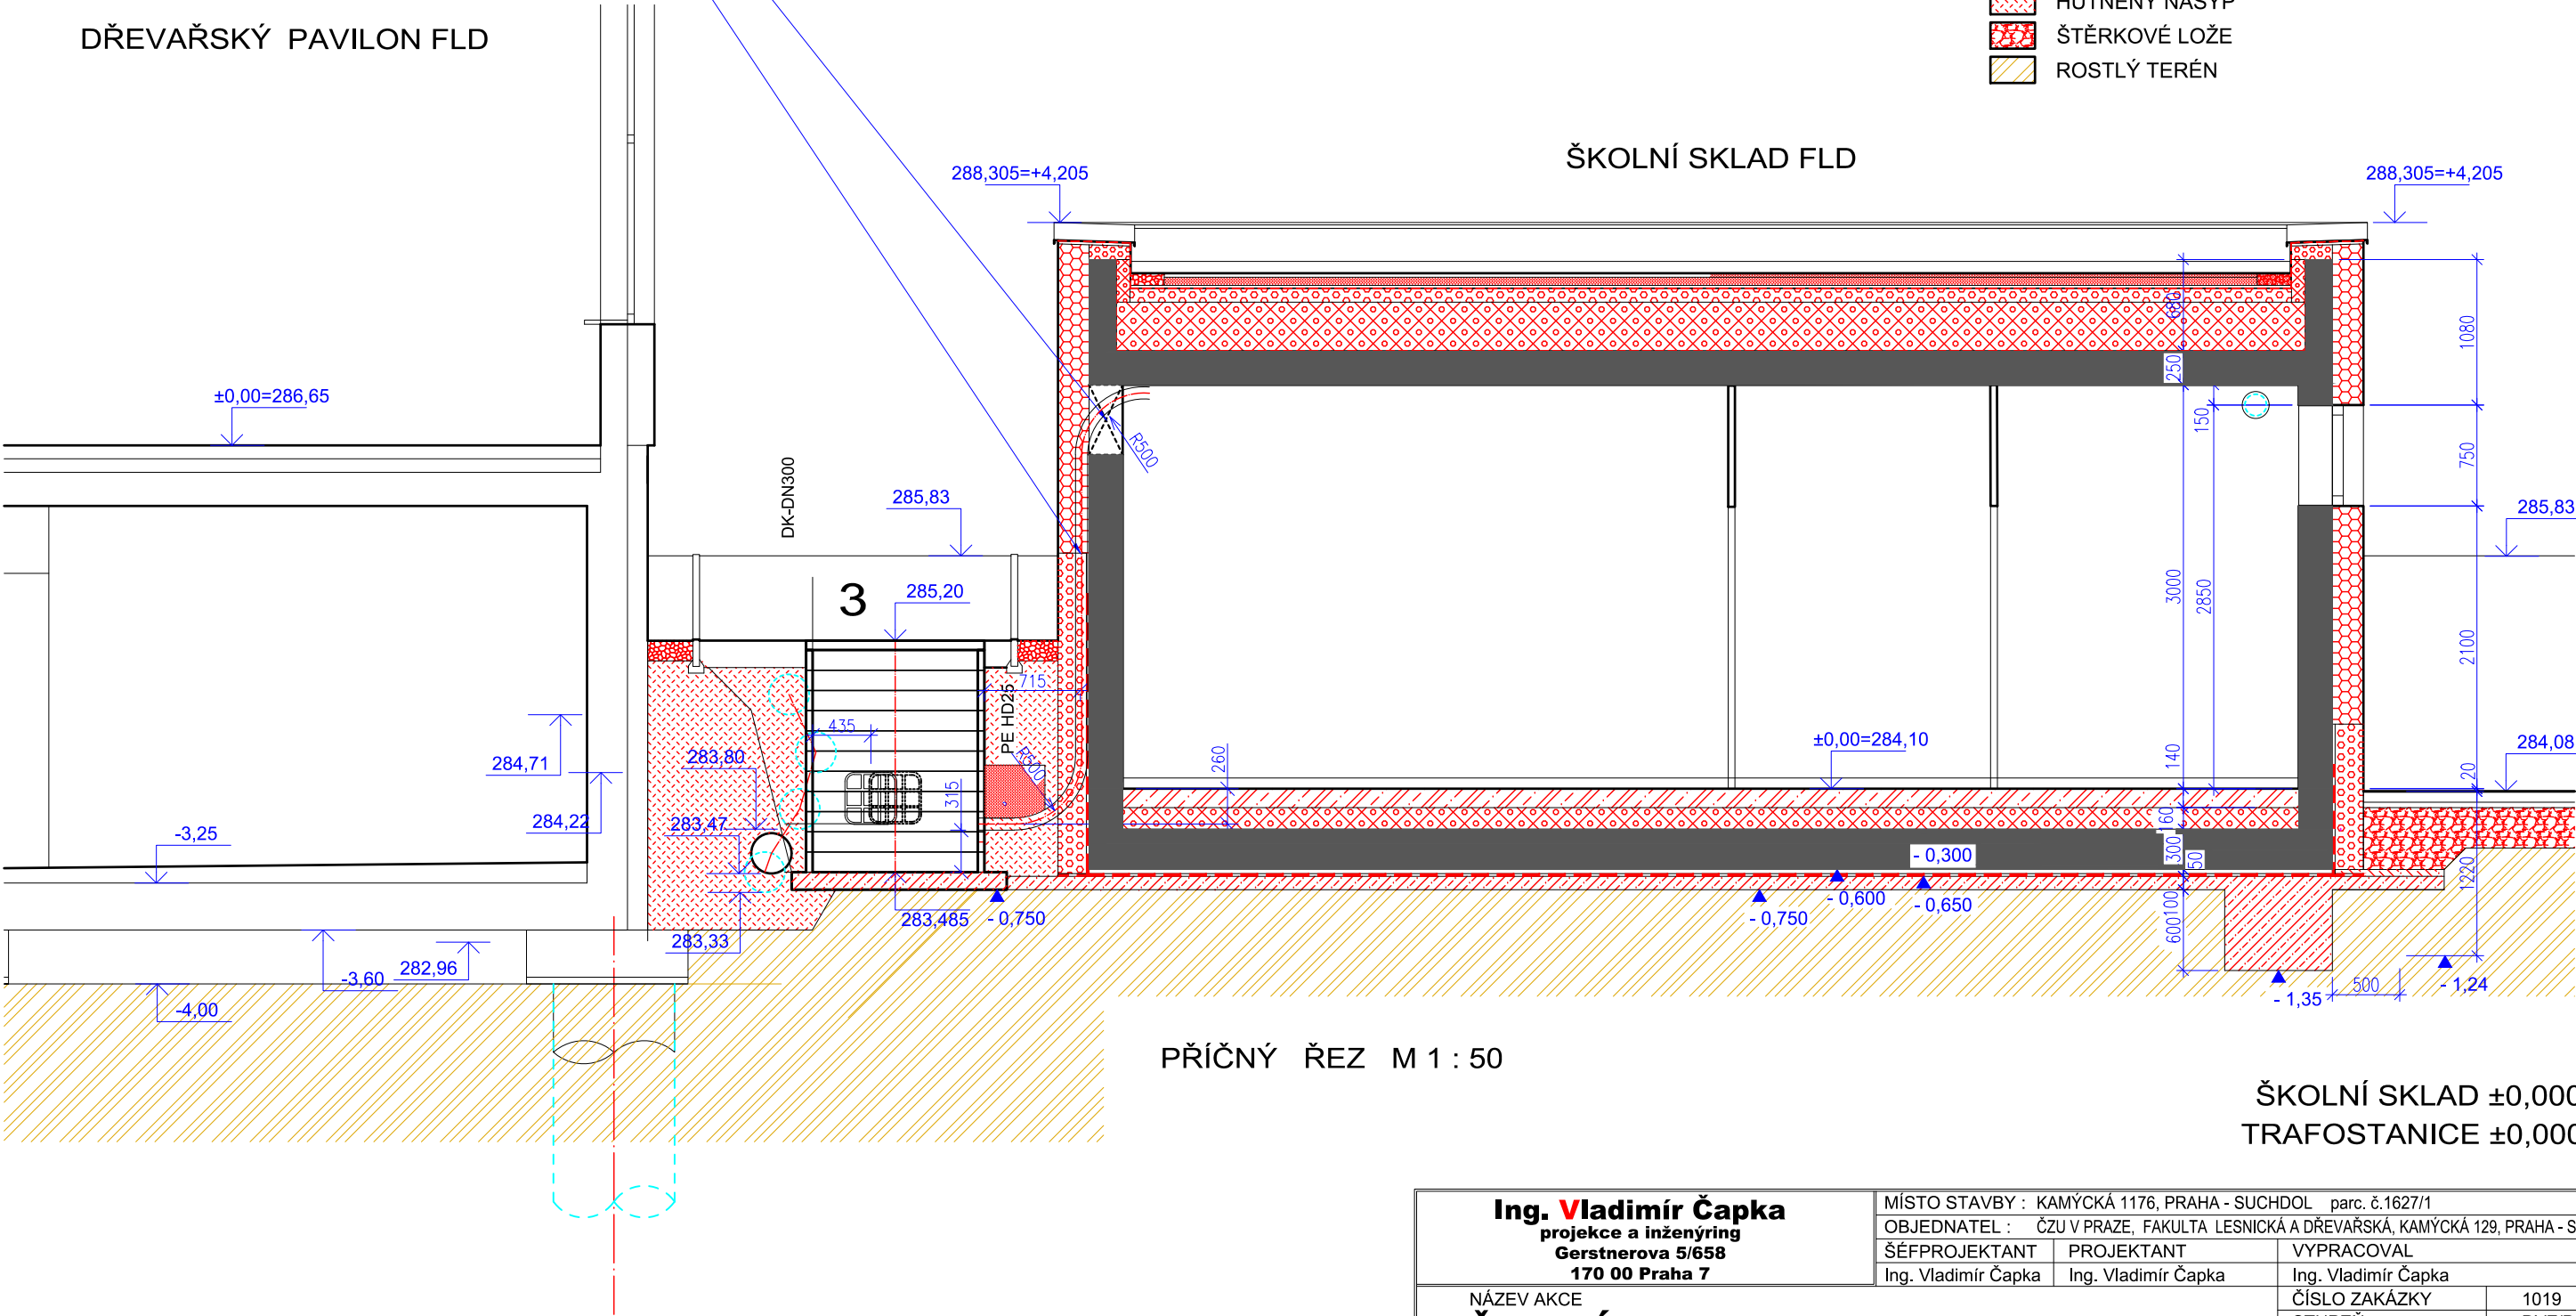 DŘEVAŘSKÝ PAVILON FLD
HUTNĚNÝ NÁSYP
ŠTĚRKOVÉ LOŽE
ROSTLÝ TERÉN
ŠKOLNÍ SKLAD FLD
288,305=+4,205
288,305=+4,205
±0,00=286,65
DK-DN300
285,83
3
285,20
R500
680
250
150
1080
750
285,83
3000
2850
2100
715
PE HD25
435
R500
315
260
±0,00=284,10
140
20
284,08
284,71
283,80
284,22
283,47
-3,25
160
300
50
- 0,300
1220
- 0,600
- 0,650
283,485
- 0,750
- 0,750
100
600
283,33
282,96
-3,60
-4,00
- 1,35
500
- 1,24
PŘÍČNÝ ŘEZ M 1 : 50
ŠKOLNÍ SKLAD ±0,000
TRAFOSTANICE ±0,000
Ing. Vladimír Čapka
projekce a inženýring
Gerstnerova 5/658
170 00 Praha 7
MÍSTO STAVBY : KAMÝCKÁ 1176, PRAHA - SUCHDOL parc. č.1627/1
OBJEDNATEL : ČZU V PRAZE, FAKULTA LESNICKÁ A DŘEVAŘSKÁ, KAMÝCKÁ 129, PRAHA - S
ŠÉFPROJEKTANT PROJEKTANT VYPRACOVAL
Ing. Vladimír Čapka Ing. Vladimír Čapka Ing. Vladimír Čapka
NÁZEV AKCE
ČÍSLO ZAKÁZKY 1019